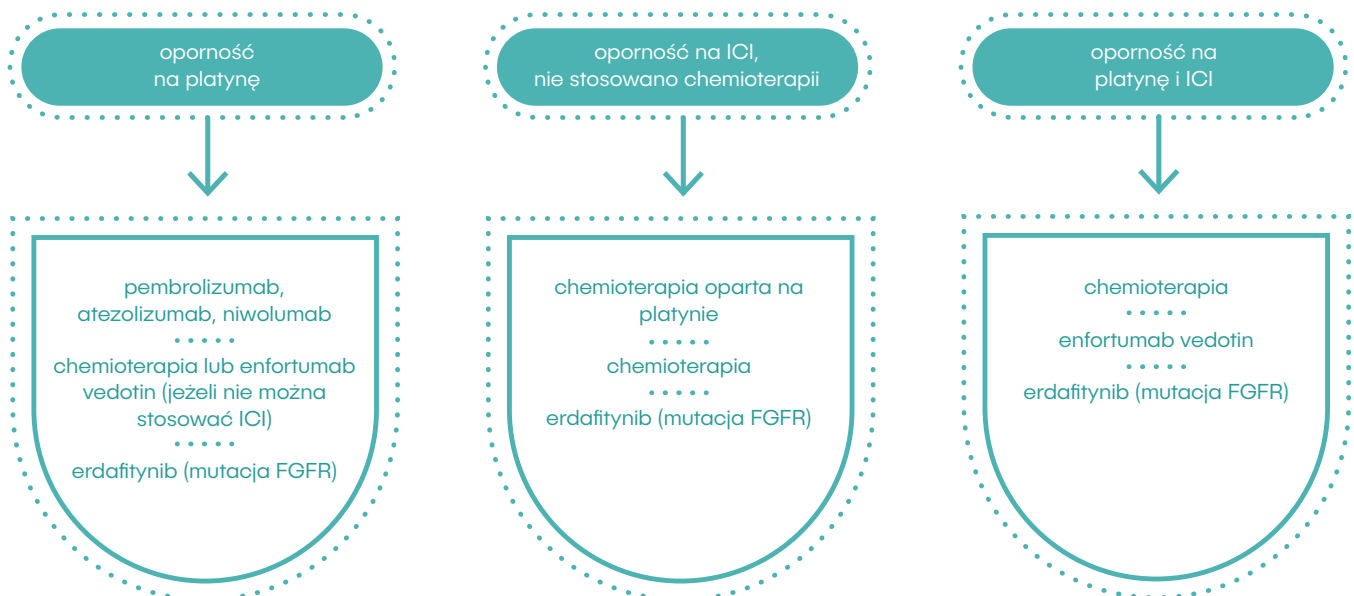 oporność
na platynę
oporność na ICI,
nie stosowano chemioterapii
oporność na
platynę i ICI
pembrolizumab,
atezolizumab, niwolumab
chemioterapia lub enfortumab
vedotin (jeżeli nie można
stosować ICI)
erdafitynib (mutacja FGFR)
chemioterapia oparta na
platynie
chemioterapia
erdafitynib (mutacja FGFR)
chemioterapia
enfortumab vedotin
erdafitynib (mutacja FGFR)